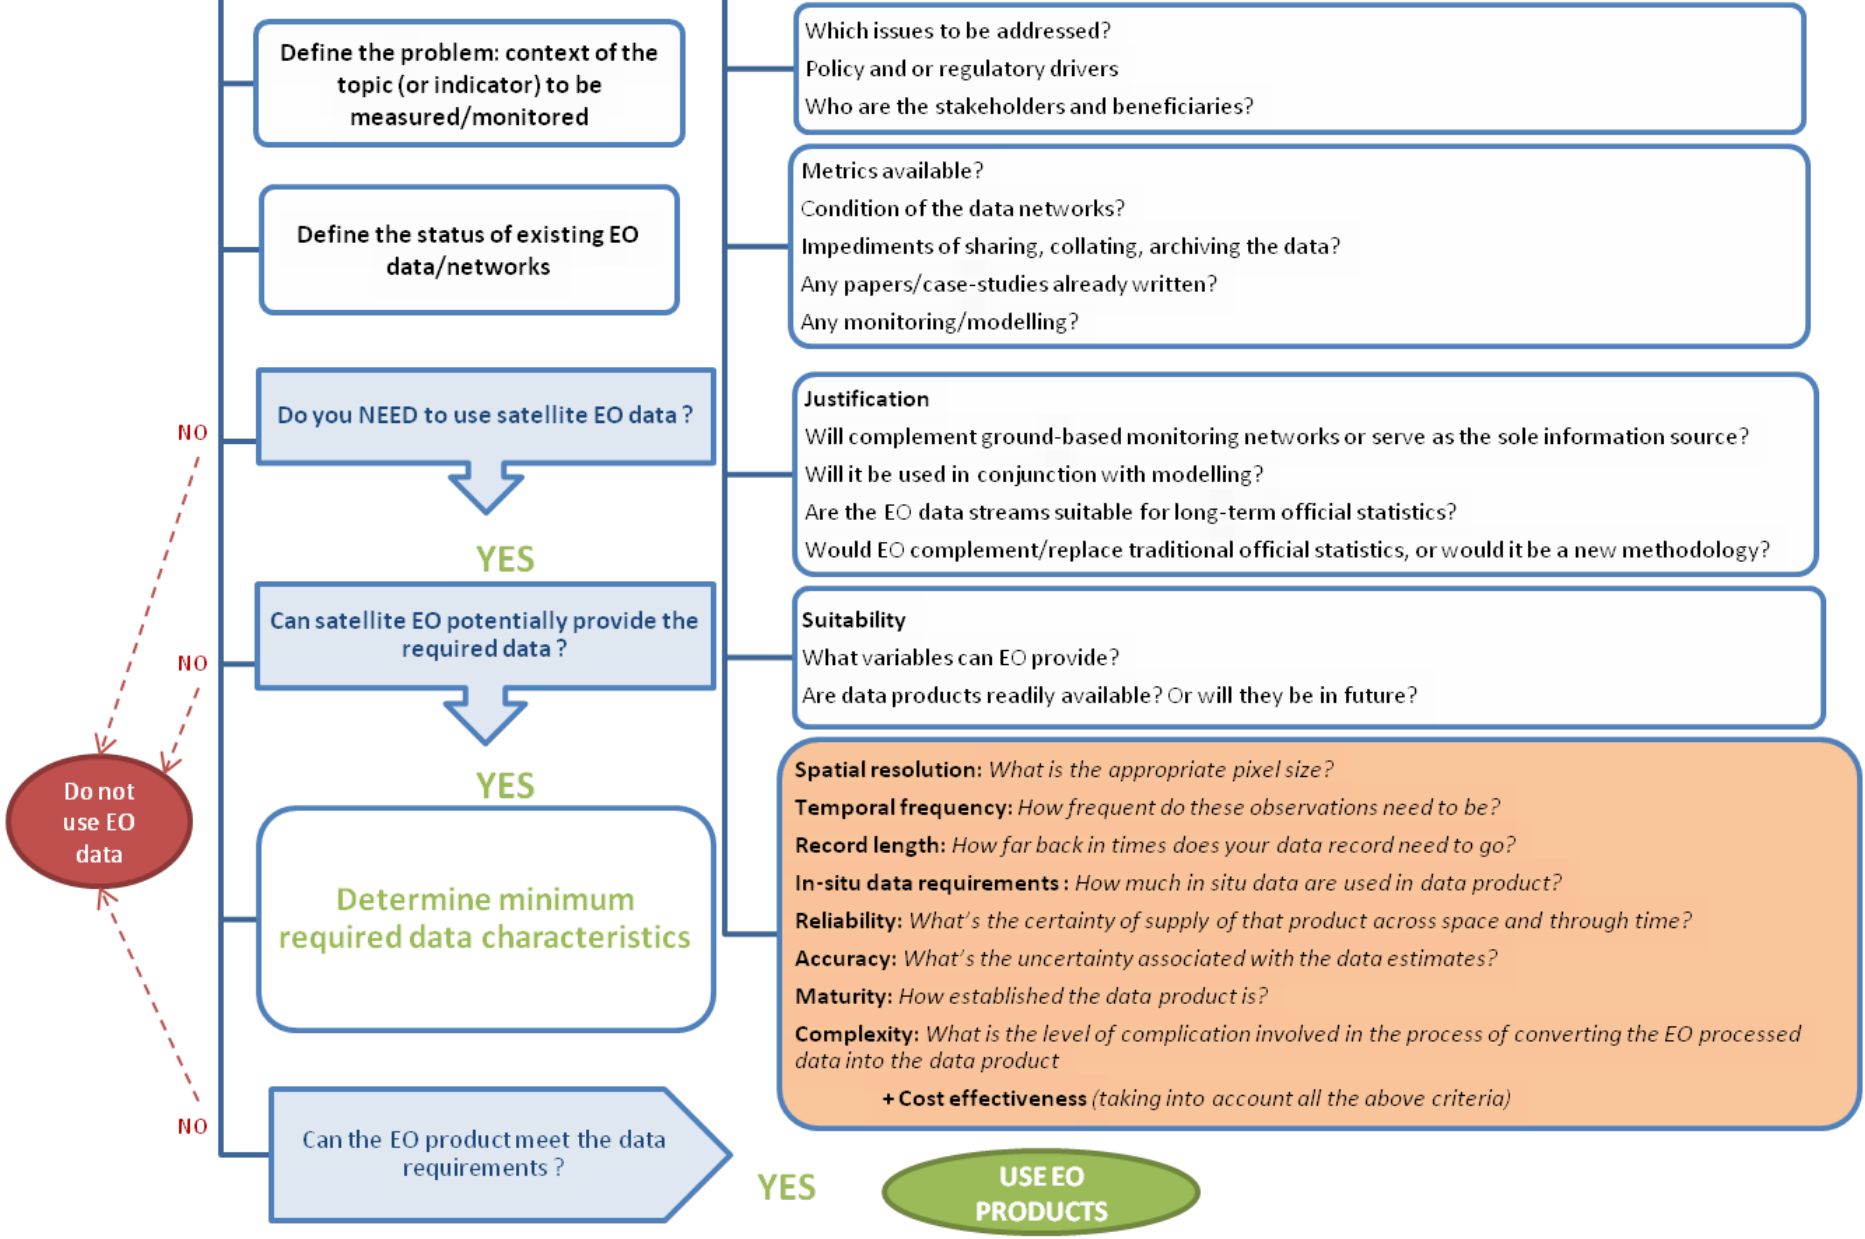 Define the problem: context of the
topic (or indicator) to be
measured/monitored
Which issues to be addressed?
Policy and or regulatory drivers
Who are the stakeholders and beneficiaries?
Define the status of existing EO
data/networks
Metrics available?
Condition of the data networks?
Impediments of sharing, collating, archiving the data?
Any papers/case-studies already written?
Any monitoring/modelling?
NO
Do you NEED to use satellite EO data ?
YES
Justification
Will complement ground-based monitoring networks or serve as the sole information source?
Will it be used in conjunction with modelling?
Are the EO data streams suitable for long-term official statistics?
Would EO complement/replace traditional official statistics, or would it be a new methodology?
NO
Can satellite EO potentially provide the
required data ?
YES
Suitability
What variables can EO provide?
Are data products readily available? Or will they be in future?
Do not
use EO
data
Determine minimum
required data characteristics
Spatial resolution: What is the appropriate pixel size?
Temporal frequency: How frequent do these observations need to be?
Record length: How far back in times does your data record need to go?
In-situ data requirements : How much in situ data are used in data product?
Reliability: What's the certainty of supply of that product across space and through time?
Accuracy: What's the uncertainty associated with the data estimates?
Maturity: How established the data product is?
Complexity: What is the level of complication involved in the process of converting the EO processed
data into the data product
+ Cost effectiveness (taking into account all the above criteria)
NO
Can the EO product meet the data
requirements ?
YES
USE EO
PRODUCTS